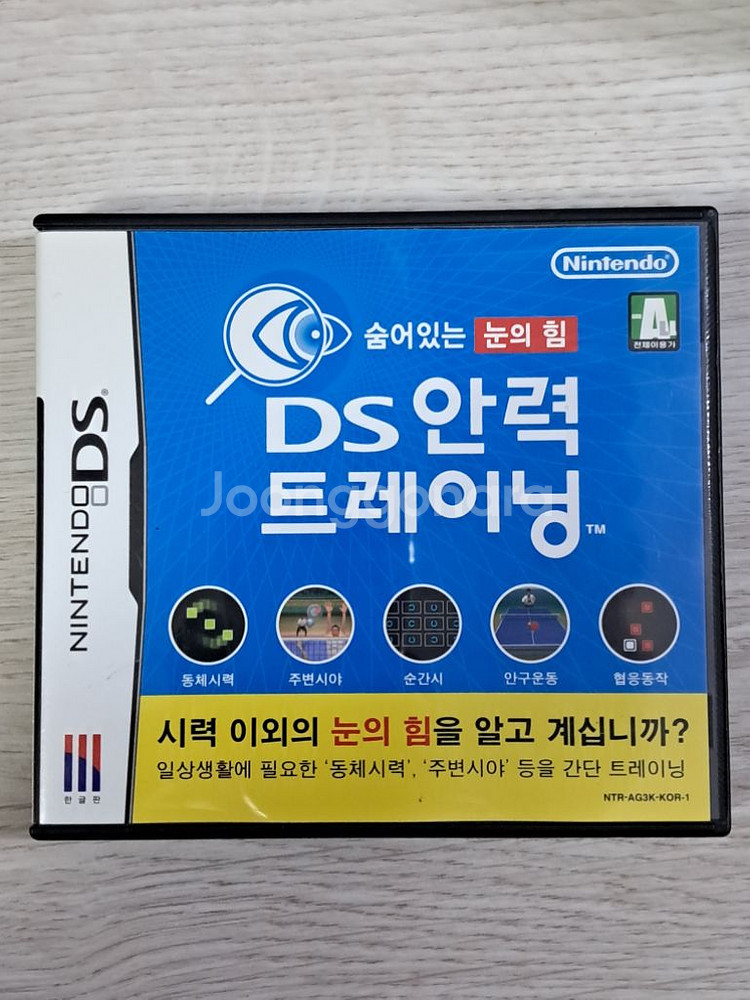 Nintendo®
전체이용가
숨어있는 눈의 힘
DS 안력
트레이닝™
Joonggonara
NINTENDO DS®
동체시력 주변시야 순간시 안구운동 협응동작
시력 이외의 눈의 힘을 알고 계십니까?
일상생활에 필요한 '동체시력', '주변시야' 등을 간단 트레이닝
한글판
NTR-AG3K-KOR-1